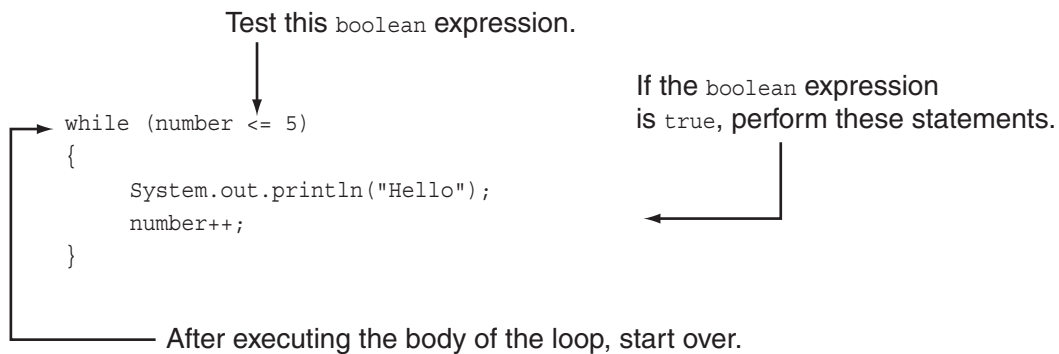 Test this boolean expression.
If the boolean expression
is true, perform these statements.
while (number <= 5)
{
System.out.println("Hello");
number++;
}
After executing the body of the loop, start over.